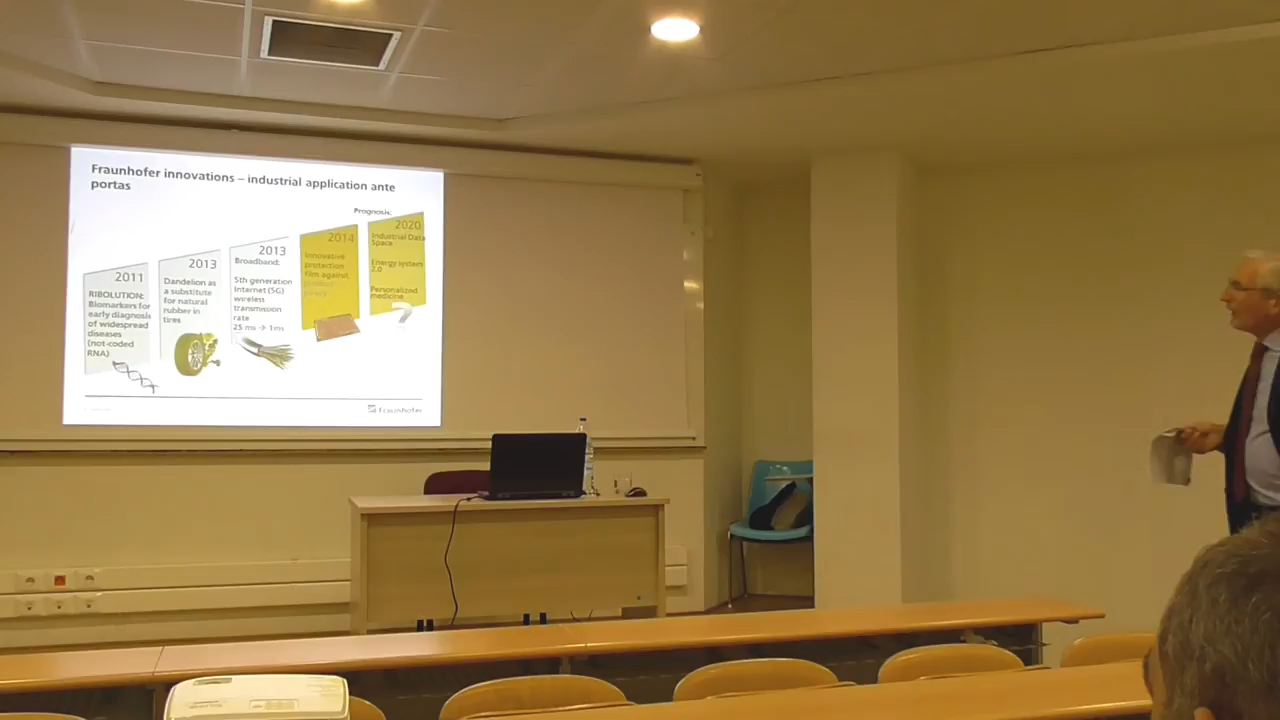 Fraunhofer innovations – industrial application ante
portas
Prognosis:
2011
RIBOLUTION:
Biomarkers for
early diagnosis
of widespread
diseases
(not-coded
RNA)
2013
Dandelion as
a substitute
for natural
rubber in
tires
2013
Broadband:
5th generation
Internet (5G)
wireless
transmission
rate
25 ms → 1ms
2014
Innovative
protection
film against
product
piracy
2020
Industrial Data
Space
Energy system
2.0
Personalized
medicine
Fraunhofer